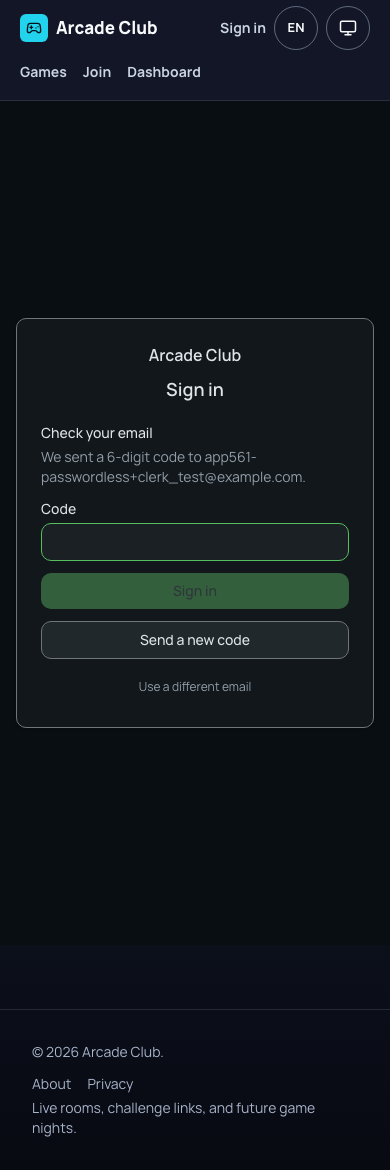 Arcade Club
Sign in
EN
Games Join Dashboard
Arcade Club
Sign in
Check your email
We sent a 6-digit code to app561-
passwordless+clerk_test@example.com.
Code
Sign in
Send a new code
Use a different email
© 2026 Arcade Club.
About Privacy
Live rooms, challenge links, and future game
nights.